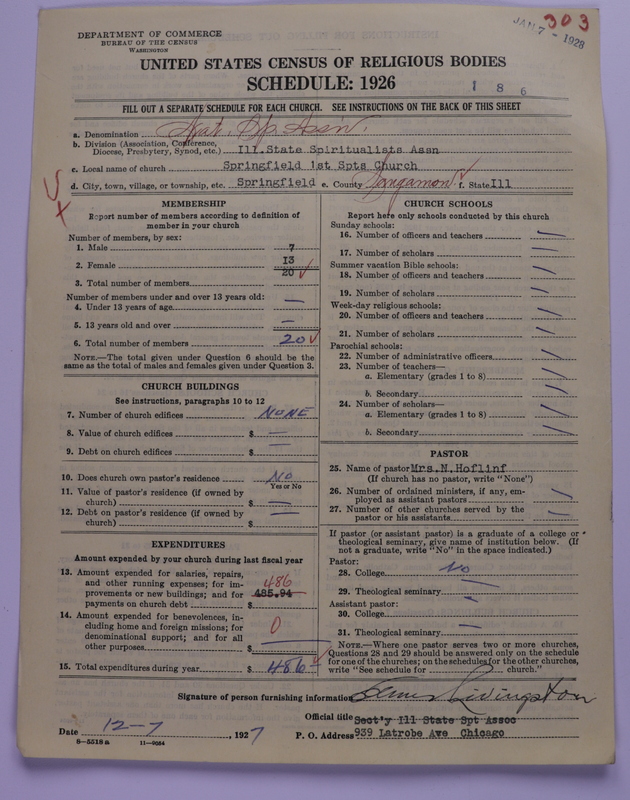 303
JAN 7 - 1928
DEPARTMENT OF COMMERCE
BUREAU OF THE CENSUS
WASHINGTON
UNITED STATES CENSUS OF RELIGIOUS BODIES
SCHEDULE: 1926
1 8 6
FILL OUT A SEPARATE SCHEDULE FOR EACH CHURCH. SEE INSTRUCTIONS ON THE BACK OF THIS SHEET
a. Denomination Nat. Sp. Assn.
b. Division (Association, Conference, Diocese, Presbytery, Synod, etc.) Ill.State Spiritualists Assn
c. Local name of church Springfield 1st Spts Church
d. City, town, village, or township, etc. Springfield e. County Sangamon f. State Ill
MEMBERSHIP
Report number of members according to definition of
member in your church
Number of members, by sex:
1. Male 7
2. Female 13
3. Total number of members 20
Number of members under and over 13 years old:
4. Under 13 years of age —
5. 13 years old and over —
6. Total number of members 20
NOTE.—The total given under Question 6 should be the
same as the total of males and females given under Question 3.
CHURCH BUILDINGS
See instructions, paragraphs 10 to 12
7. Number of church edifices NONE
8. Value of church edifices $ —
9. Debt on church edifices $ —
10. Does church own pastor's residence No
Yes or No
11. Value of pastor's residence (if owned by
church) $ —
12. Debt on pastor's residence (if owned by
church) $ —
EXPENDITURES
Amount expended by your church during last fiscal year
13. Amount expended for salaries, repairs,
and other running expenses; for im-
provements or new buildings; and for
payments on church debt $ 485.94 486
14. Amount expended for benevolences, in-
cluding home and foreign missions; for
denominational support; and for all
other purposes $ 0
15. Total expenditures during year $ 486
CHURCH SCHOOLS
Report here only schools conducted by this church
Sunday schools:
16. Number of officers and teachers —
17. Number of scholars —
Summer vacation Bible schools:
18. Number of officers and teachers —
19. Number of scholars —
Week-day religious schools:
20. Number of officers and teachers —
21. Number of scholars —
Parochial schools:
22. Number of administrative officers —
23. Number of teachers—
a. Elementary (grades 1 to 8) —
b. Secondary —
24. Number of scholars—
a. Elementary (grades 1 to 8) —
b. Secondary —
PASTOR
25. Name of pastor Mrs.N.Hoflinf
(If church has no pastor, write "None")
26. Number of ordained ministers, if any, em-
ployed as assistant pastors —
27. Number of other churches served by the
pastor or his assistants —
If pastor (or assistant pastor) is a graduate of a college or
theological seminary, give name of institution below. (If
not a graduate, write "No" in the space indicated.)
Pastor:
28. College No
29. Theological seminary —
Assistant pastor:
30. College —
31. Theological seminary —
NOTE.—Where one pastor serves two or more churches,
Questions 28 and 29 should be answered only on the schedule
for one of the churches; on the schedules for the other churches,
write "See schedule for church."
Signature of person furnishing information Livingston
Official title Sect'y Ill State Spt Assoc
Date 12-7, 1927 P. O. Address 939 Latrobe Ave Chicago
8-5518 a 11-9054